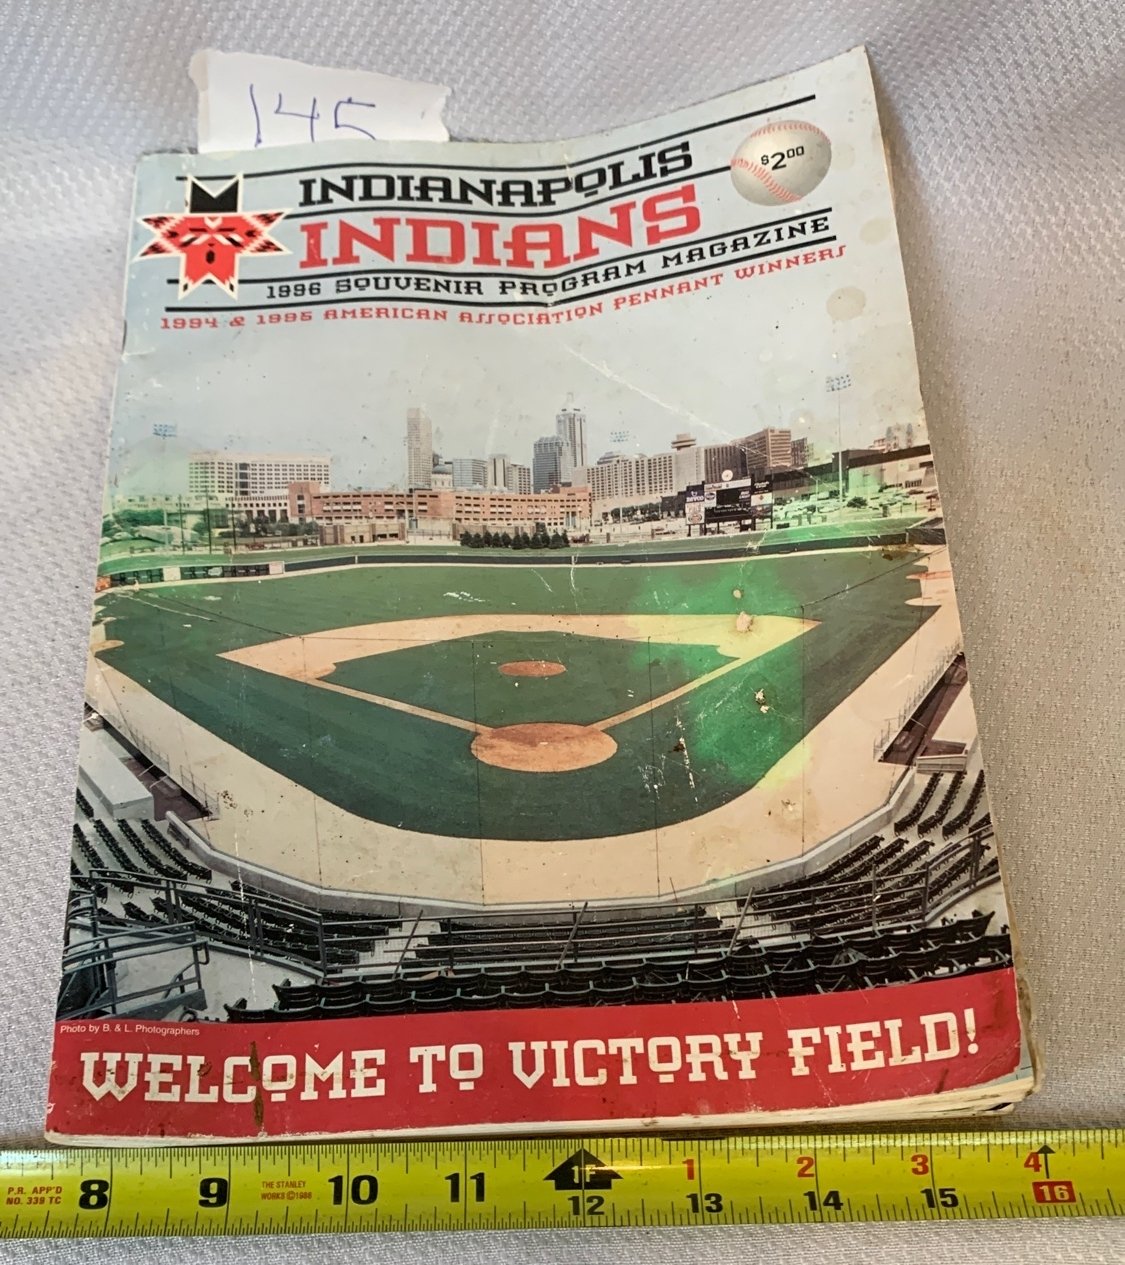 145
INDIANAPOLIS
$2.00
INDIANS
1996 SOUVENIR PROGRAM MAGAZINE
1994 & 1995 AMERICAN ASSOCIATION PENNANT WINNERS
Photo by B. & L. Photographers
WELCOME TO VICTORY FIELD!
1F 1 2 3 4
P.R. APP'D
NO. 339 TC
THE STANLEY
WORKS ©1988
8 9 10 11 12 13 14 15 16